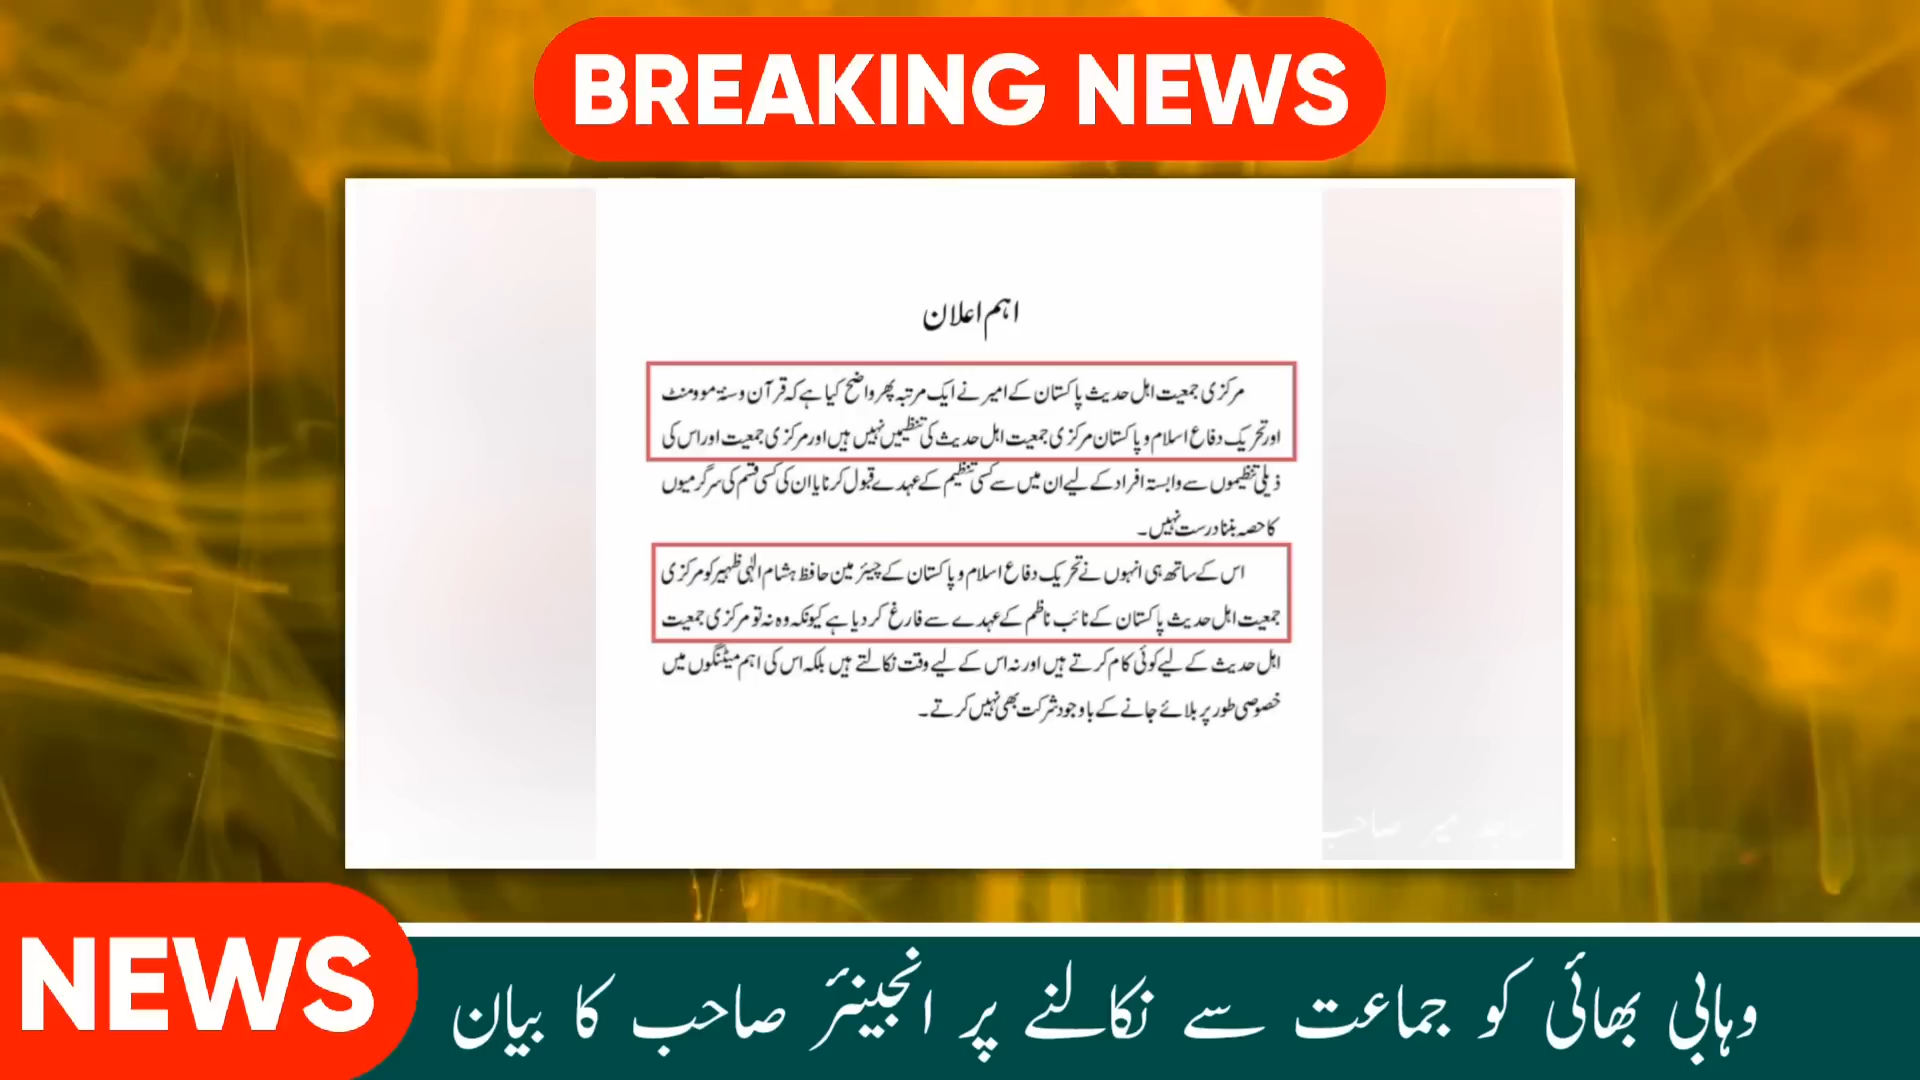 BREAKING NEWS
اہم اعلان
مرکزی جمعیت اہل حدیث پاکستان کے امیر نے ایک مرتبہ پھر واضح کیا ہے کہ قرآن و سنۃ موومنٹ
اور تحریک دفاع اسلام و پاکستان مرکزی جمعیت اہل حدیث کی تنظیمیں نہیں ہیں اور مرکزی جمعیت اور اس کی
ذیلی تنظیموں سے وابستہ افراد کے لیے ان میں سے کسی تنظیم کے عہدے قبول کرنا یا ان کی کسی قسم کی سرگرمیوں
کا حصہ بننا درست نہیں۔
اس کے ساتھ ہی انہوں نے تحریک دفاع اسلام و پاکستان کے چیئر مین حافظ ہشام الٰہی ظہیر کو مرکزی
جمعیت اہل حدیث پاکستان کے نائب ناظم کے عہدے سے فارغ کر دیا ہے کیونکہ وہ نہ تو مرکزی جمعیت
اہل حدیث کے لیے کوئی کام کرتے ہیں اور نہ اس کے لیے وقت نکالتے ہیں بلکہ اس کی اہم میٹنگوں میں
خصوصی طور پر بلائے جانے کے باوجود شرکت بھی نہیں کرتے۔
ساجد میر صاحب
NEWS
وہابی بھائی کو جماعت سے نکالنے پر انجینئر صاحب کا بیان